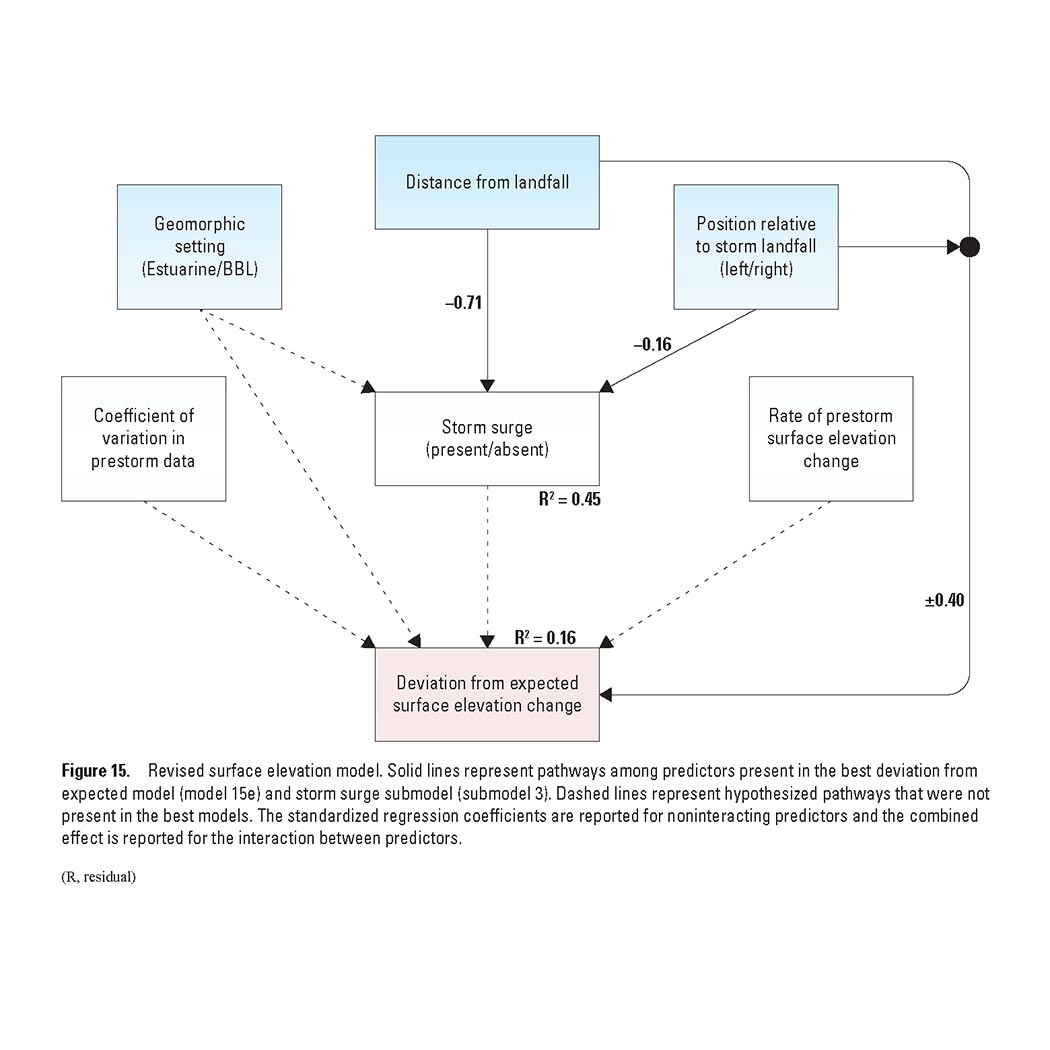 Distance from landfall
Geomorphic
setting
(Estuarine/BBL)
Position relative
to storm landfall
(left/right)
–0.71
–0.16
Coefficient of
variation in
prestorm data
Storm surge
(present/absent)
Rate of prestorm
surface elevation
change
R² = 0.45
±0.40
R² = 0.16
Deviation from expected
surface elevation change
Figure 15. Revised surface elevation model. Solid lines represent pathways among predictors present in the best deviation from
expected model (model 15e) and storm surge submodel (submodel 3). Dashed lines represent hypothesized pathways that were not
present in the best models. The standardized regression coefficients are reported for noninteracting predictors and the combined
effect is reported for the interaction between predictors.
(R, residual)